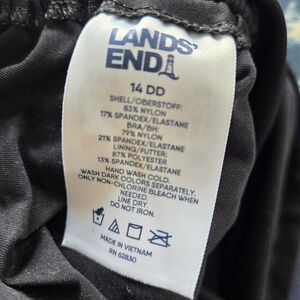 LANDS'
END
14 DD
SHELL/OBERSTOFF:
83% NYLON
17% SPANDEX/ELASTANE
BRA/BH:
79% NYLON
21% SPANDEX/ELASTANE
LINING/FUTTER:
87% POLYESTER
13% SPANDEX/ELASTANE
HAND WASH COLD.
WASH DARK COLORS SEPARATELY.
ONLY NON-CHLORINE BLEACH WHEN
NEEDED.
LINE DRY.
DO NOT IRON.
MADE IN VIETNAM
RN 62830